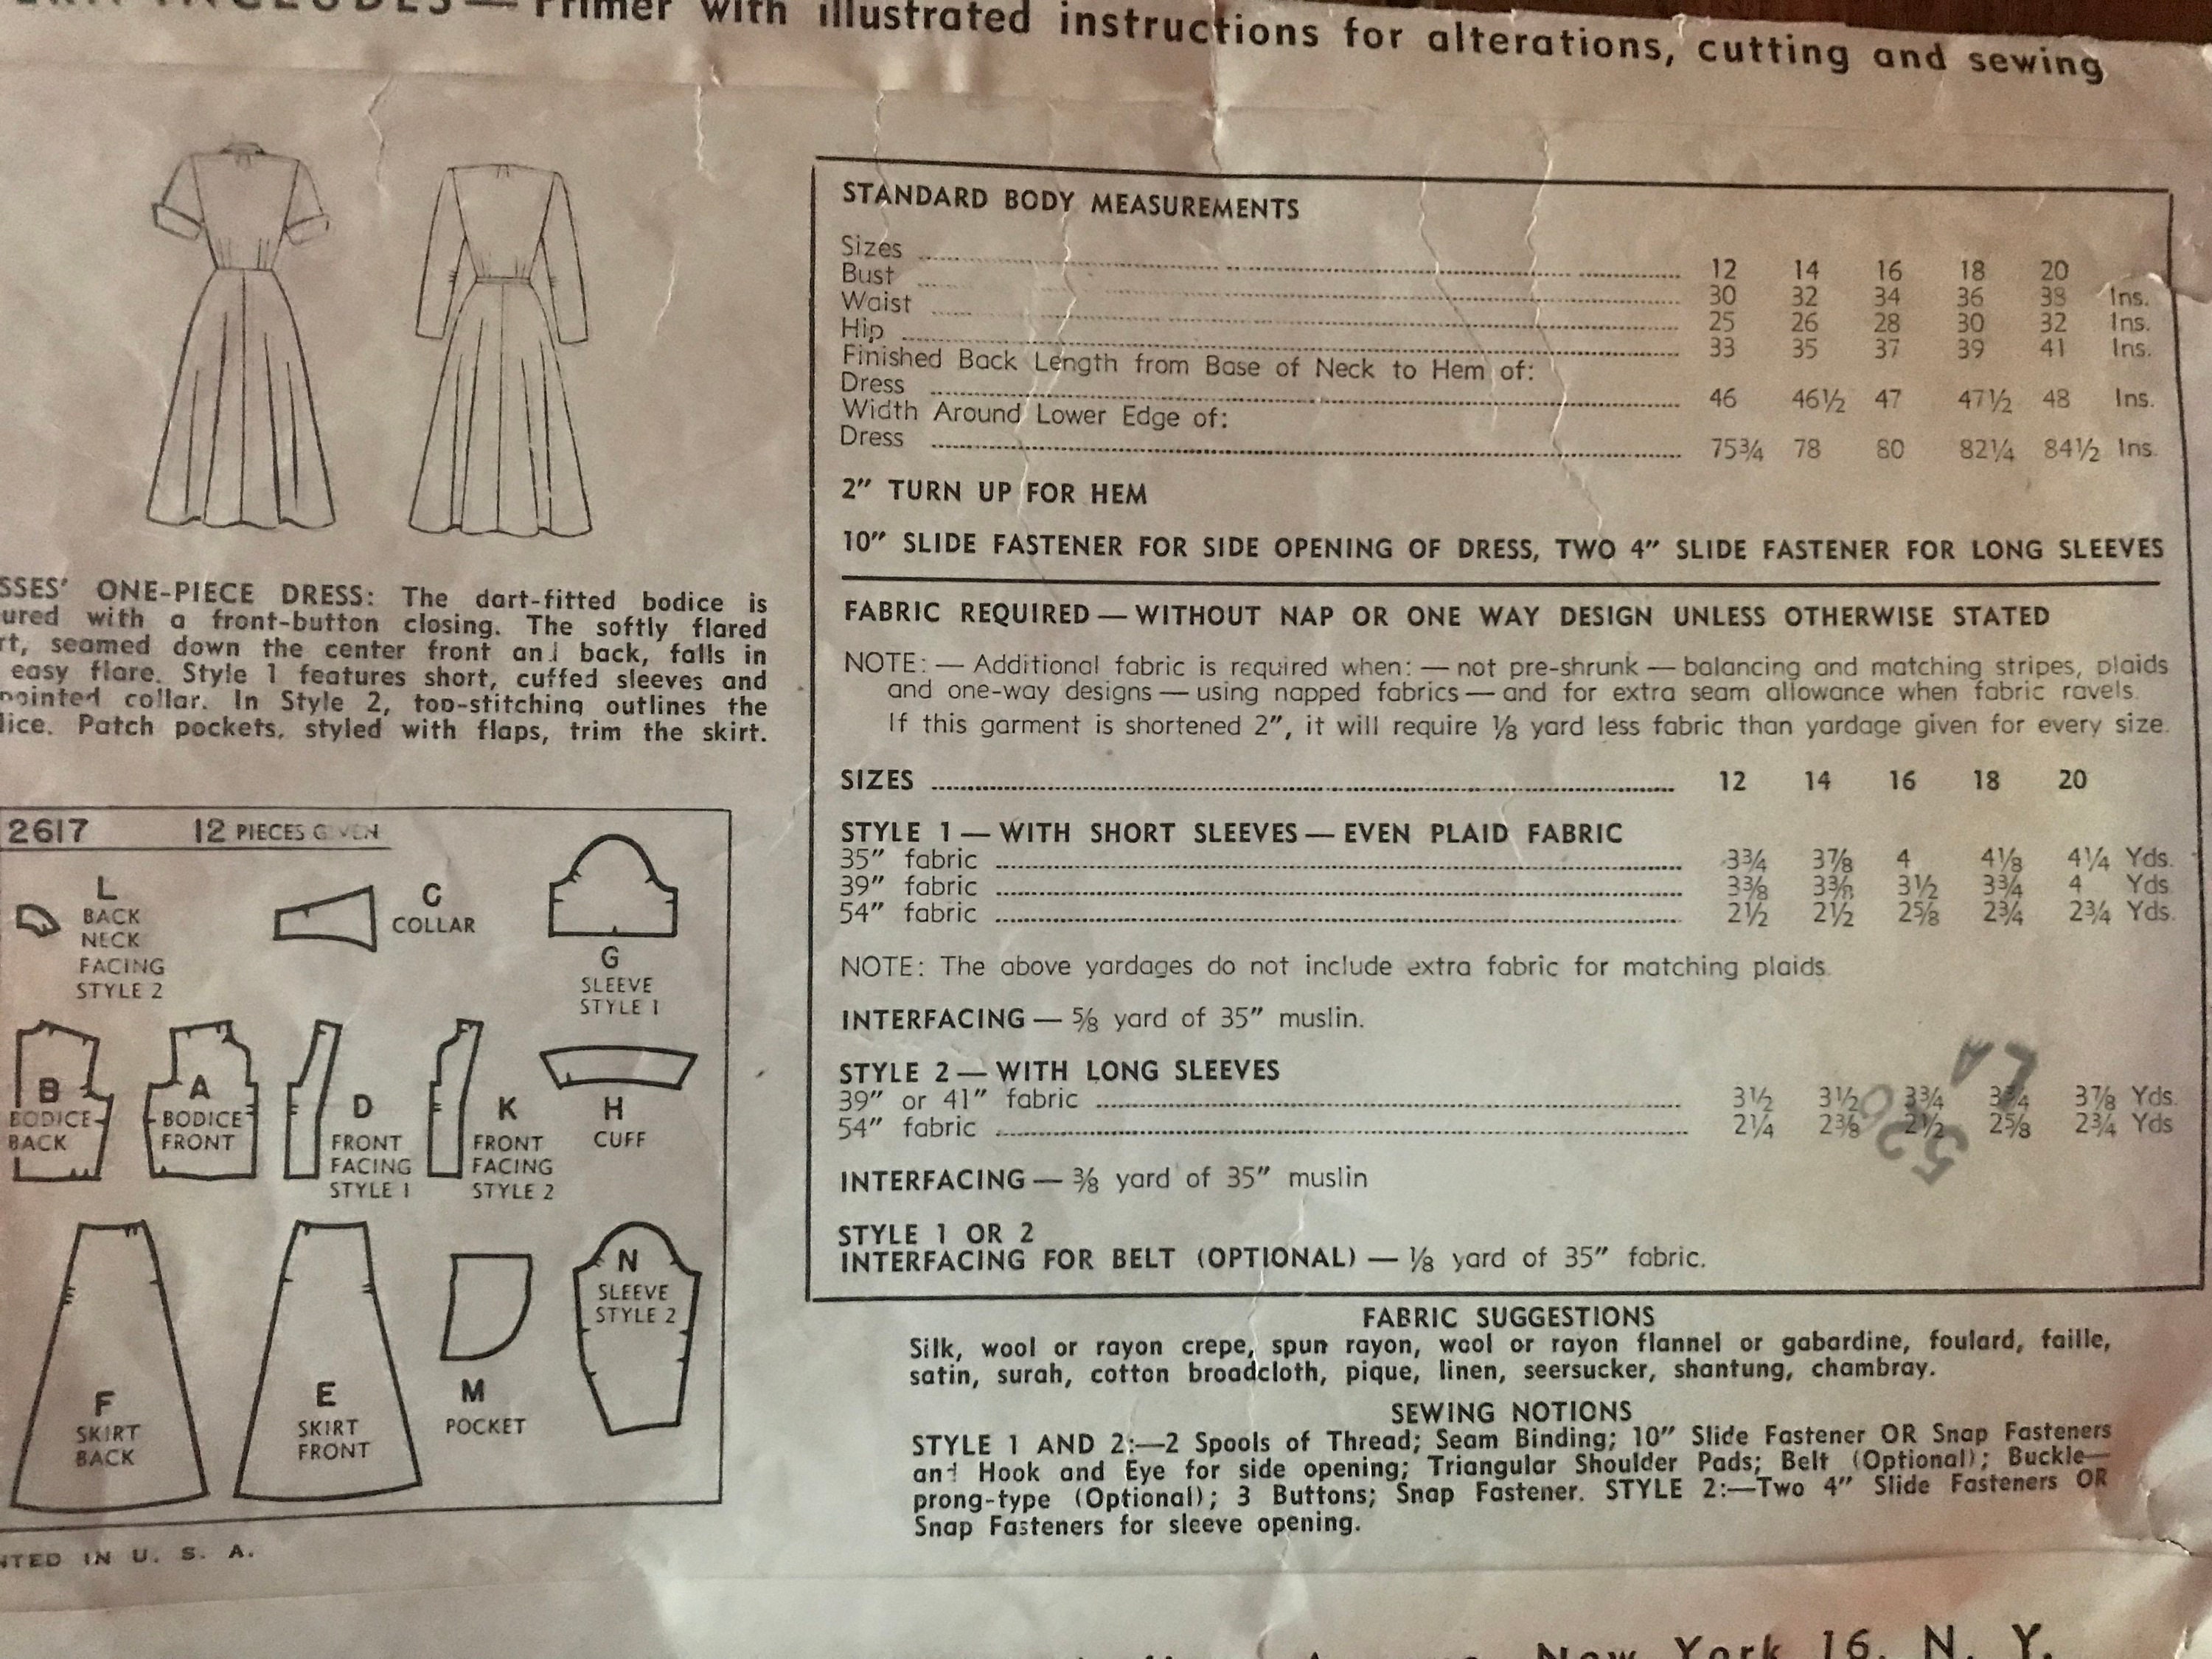 INCLUDES— Primer with illustrated instructions for alterations, cutting and sewing
STANDARD BODY MEASUREMENTS
Sizes 12 14 16 18 20
Bust 30 32 34 36 38 Ins.
Waist 25 26 28 30 32 Ins.
Hip 33 35 37 39 41 Ins.
Finished Back Length from Base of Neck to Hem of:
Dress 46 46½ 47 47½ 48 Ins.
Width Around Lower Edge of:
Dress 75¾ 78 80 82¼ 84½ Ins.
2" TURN UP FOR HEM
10" SLIDE FASTENER FOR SIDE OPENING OF DRESS, TWO 4" SLIDE FASTENER FOR LONG SLEEVES
FABRIC REQUIRED — WITHOUT NAP OR ONE WAY DESIGN UNLESS OTHERWISE STATED
NOTE: — Additional fabric is required when: — not pre-shrunk — balancing and matching stripes, plaids
and one-way designs — using napped fabrics — and for extra seam allowance when fabric ravels.
If this garment is shortened 2", it will require ⅛ yard less fabric than yardage given for every size.
SIZES 12 14 16 18 20
STYLE 1 — WITH SHORT SLEEVES — EVEN PLAID FABRIC
35" fabric 3¾ 3⅞ 4 4⅛ 4¼ Yds.
39" fabric 3⅜ 3⅜ 3½ 3¾ 4 Yds.
54" fabric 2½ 2½ 2⅝ 2¾ 2¾ Yds.
NOTE: The above yardages do not include extra fabric for matching plaids.
INTERFACING — ⅝ yard of 35" muslin.
STYLE 2 — WITH LONG SLEEVES
39" or 41" fabric 3½ 3½ 3¾ 3¾ 3⅞ Yds.
54" fabric 2¼ 2⅜ 2½ 2⅝ 2¾ Yds
INTERFACING — ⅜ yard of 35" muslin
STYLE 1 OR 2
INTERFACING FOR BELT (OPTIONAL) — ⅛ yard of 35" fabric.
FABRIC SUGGESTIONS
Silk, wool or rayon crepe, spun rayon, wool or rayon flannel or gabardine, foulard, faille,
satin, surah, cotton broadcloth, pique, linen, seersucker, shantung, chambray.
SEWING NOTIONS
STYLE 1 AND 2:—2 Spools of Thread; Seam Binding; 10" Slide Fastener OR Snap Fasteners
and Hook and Eye for side opening; Triangular Shoulder Pads; Belt (Optional); Buckle—
prong-type (Optional); 3 Buttons; Snap Fastener. STYLE 2:—Two 4" Slide Fasteners OR
Snap Fasteners for sleeve opening.
SSES' ONE-PIECE DRESS: The dart-fitted bodice is
ured with a front-button closing. The softly flared
rt, seamed down the center front and back, falls in
easy flare. Style 1 features short, cuffed sleeves and
pointed collar. In Style 2, top-stitching outlines the
lice. Patch pockets, styled with flaps, trim the skirt.
2617 12 PIECES GIVEN
L
BACK
NECK
FACING
STYLE 2
C
COLLAR
G
SLEEVE
STYLE 1
B
BODICE
BACK
A
BODICE
FRONT
D
FRONT
FACING
STYLE 1
K
FRONT
FACING
STYLE 2
H
CUFF
F
SKIRT
BACK
E
SKIRT
FRONT
M
POCKET
N
SLEEVE
STYLE 2
NTED IN U. S. A.
New York 16, N. Y.